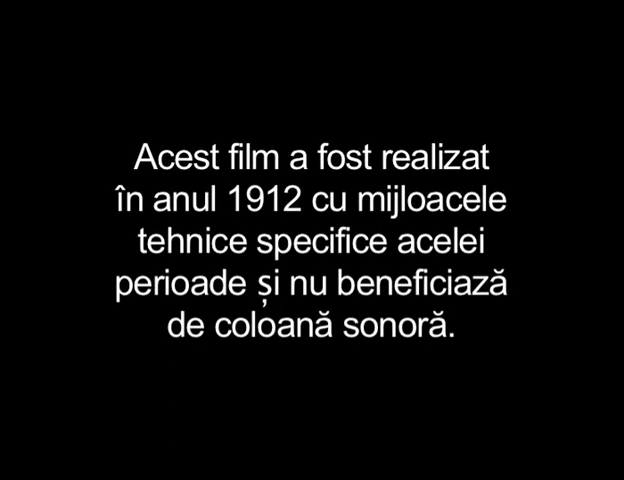 Acest film a fost realizat
în anul 1912 cu mijloacele
tehnice specifice acelei
perioade și nu beneficiază
de coloană sonoră.